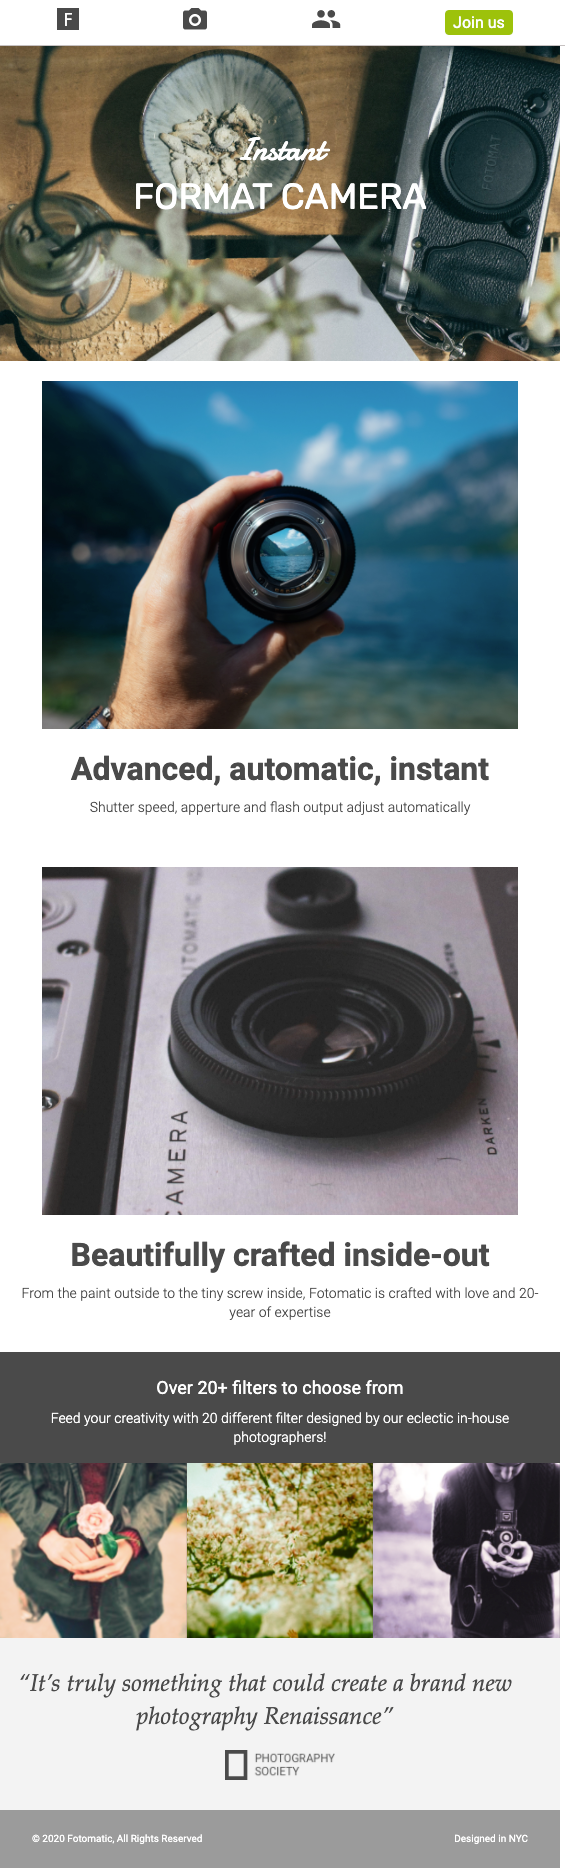 F
Join us
Instant
FORMAT CAMERA
FOTOMAT
Advanced, automatic, instant
Shutter speed, apperture and flash output adjust automatically
UTOMATIC
DARKEN
CAMERA
Beautifully crafted inside-out
From the paint outside to the tiny screw inside, Fotomatic is crafted with love and 20-
year of expertise
Over 20+ filters to choose from
Feed your creativity with 20 different filter designed by our eclectic in-house
photographers!
“It’s truly something that could create a brand new
photography Renaissance”
PHOTOGRAPHY
SOCIETY
© 2020 Fotomatic, All Rights Reserved
Designed in NYC